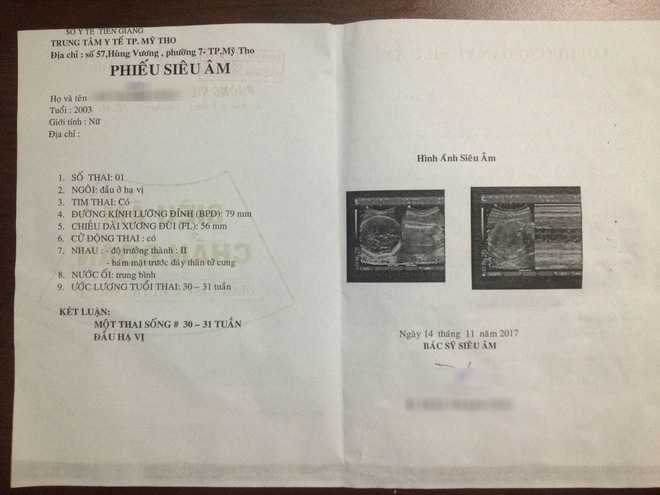 SỞ Y TẾ TIỀN GIANG
TRUNG TÂM Y TẾ TP. MỸ THO
Địa chỉ : số 57,Hùng Vương , phường 7- TP,Mỹ Tho
PHIẾU SIÊU ÂM
Họ và tên
Tuổi : 2003
Giới tính : Nữ
Địa chỉ :
1. SỐ THAI: 01
2. NGÔI: đầu ở hạ vị
3. TIM THAI: Có
4. ĐƯỜNG KÍNH LƯỠNG ĐỈNH (BPD): 79 mm
5. CHIỀU DÀI XƯƠNG ĐÙI (FL): 56 mm
6. CỬ ĐỘNG THAI : có
7. NHAU : - độ trưởng thành : II
- bám mặt trước đáy thân tử cung
8. NƯỚC ỐI: trung bình
9. ƯỚC LƯỢNG TUỔI THAI: 30 – 31 tuần
KẾT LUẬN:
MỘT THAI SỐNG # 30 – 31 TUẦN
ĐẦU HẠ VỊ
Hình Ảnh Siêu Âm
Ngày 14 tháng 11 năm 2017
BÁC SỸ SIÊU ÂM